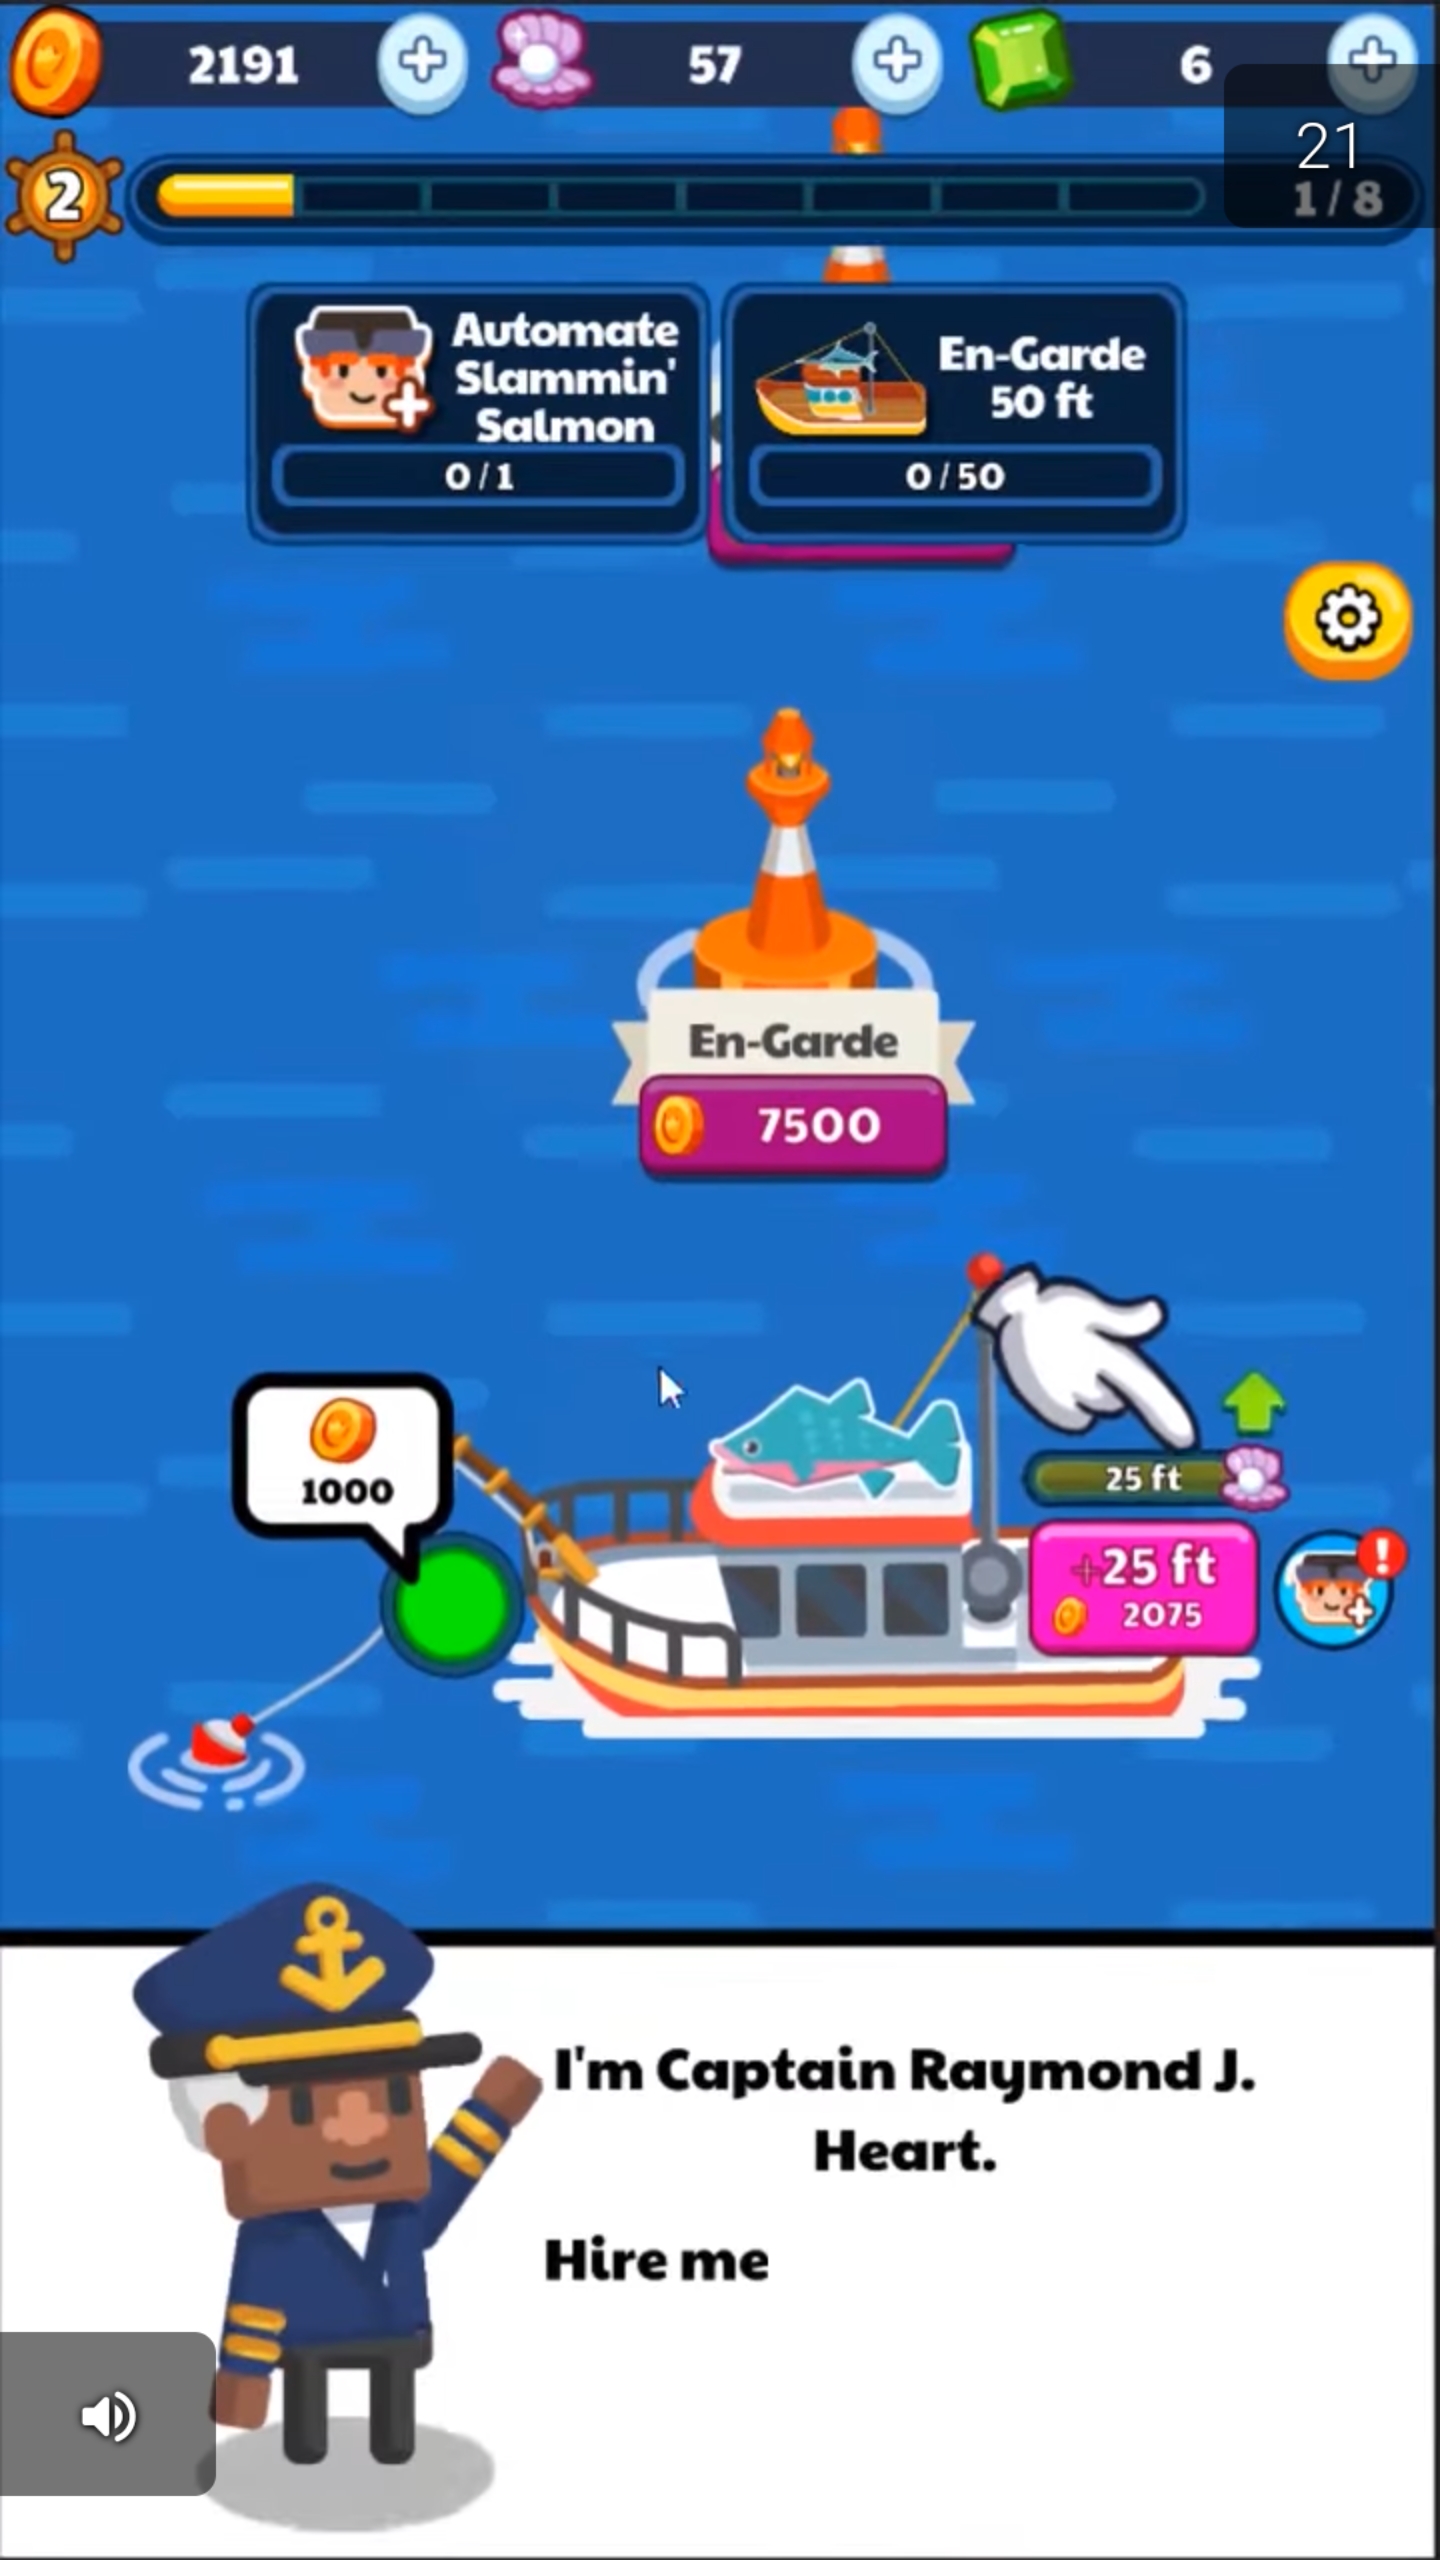 2191
57
6
21
2
1/8
Automate
Slammin'
Salmon
0/1
En-Garde
50 ft
0/50
En-Garde
7500
1000
25 ft
+25 ft
2075
!
I'm Captain Raymond J.
Heart.
Hire me